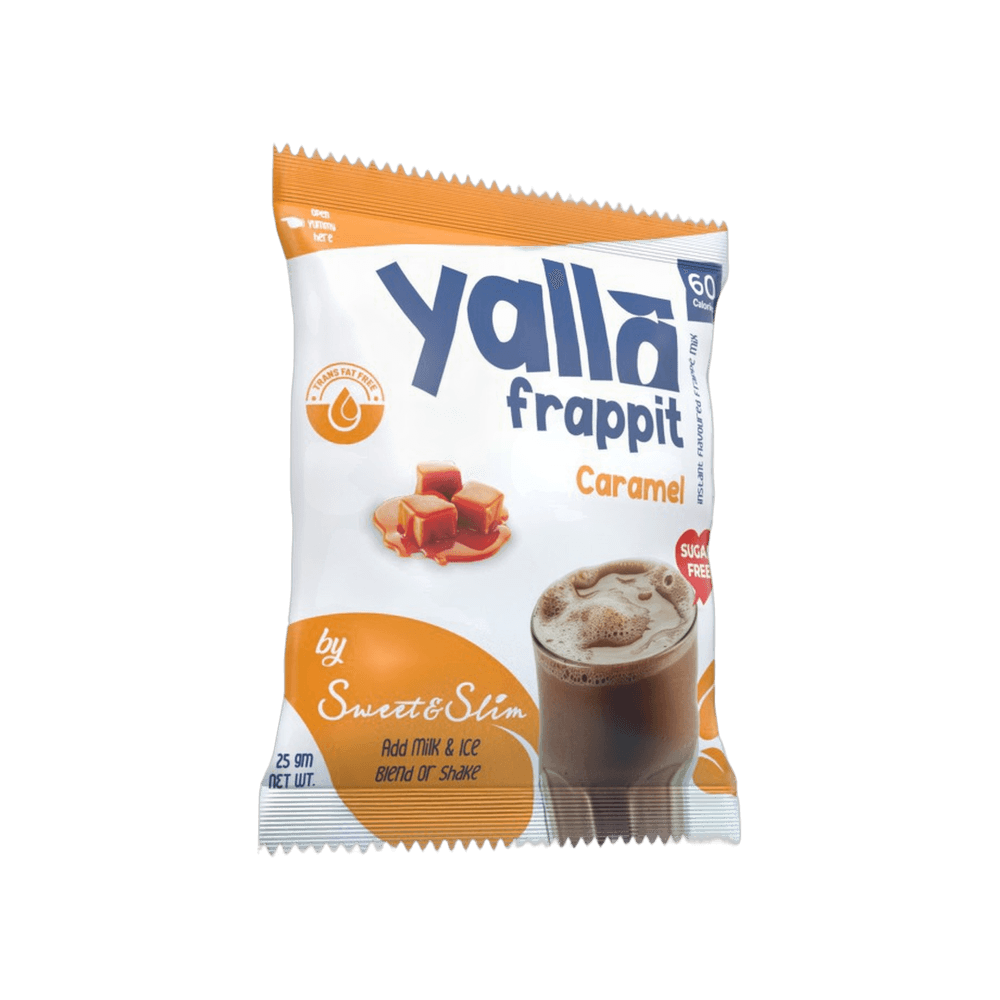 open
yummy
here
yallā
frappit
Caramel
60
Calories
Instant Flavoured Frappé Mix
TRANS FAT FREE
SUGAR
FREE
by
Sweet & Slim
Add Milk & Ice
Blend Or Shake
25 gm
NET WT.